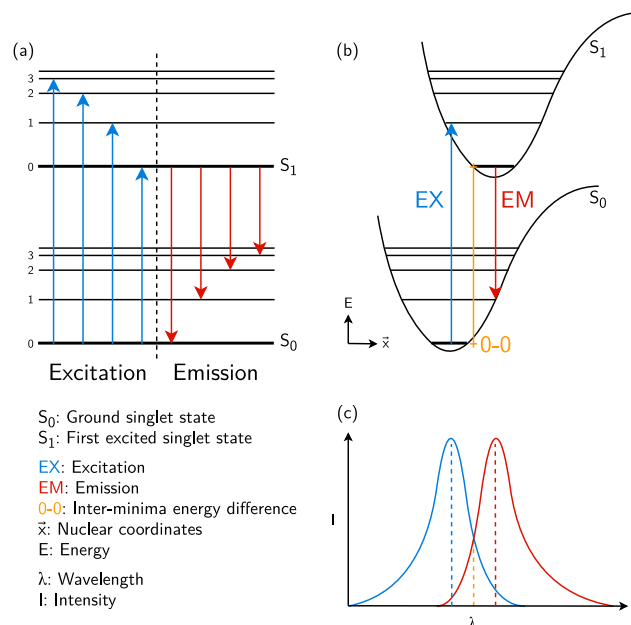 (a)
3
2
1
0
S₁
3
2
1
0
S₀
Excitation
Emission
(b)
S₁
S₀
EX
EM
E
x⃗
0-0
S₀: Ground singlet state
S₁: First excited singlet state
EX: Excitation
EM: Emission
0-0: Inter-minima energy difference
x⃗: Nuclear coordinates
E: Energy
λ: Wavelength
I: Intensity
(c)
I
λ